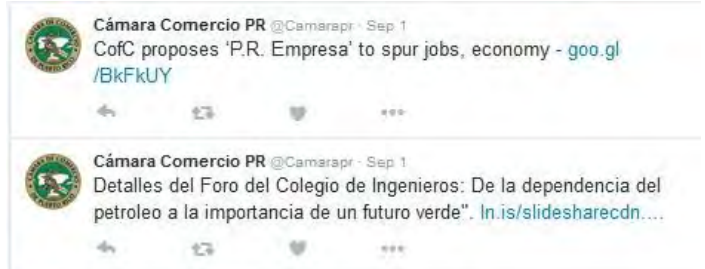 Cámara Comercio PR @Camarapr · Sep 1
CofC proposes ‘P.R. Empresa’ to spur jobs, economy - goo.gl
/BkFkUY
Cámara Comercio PR @Camarapr · Sep 1
Detalles del Foro del Colegio de Ingenieros: De la dependencia del
petroleo a la importancia de un futuro verde". ln.is/slidesharecdn....